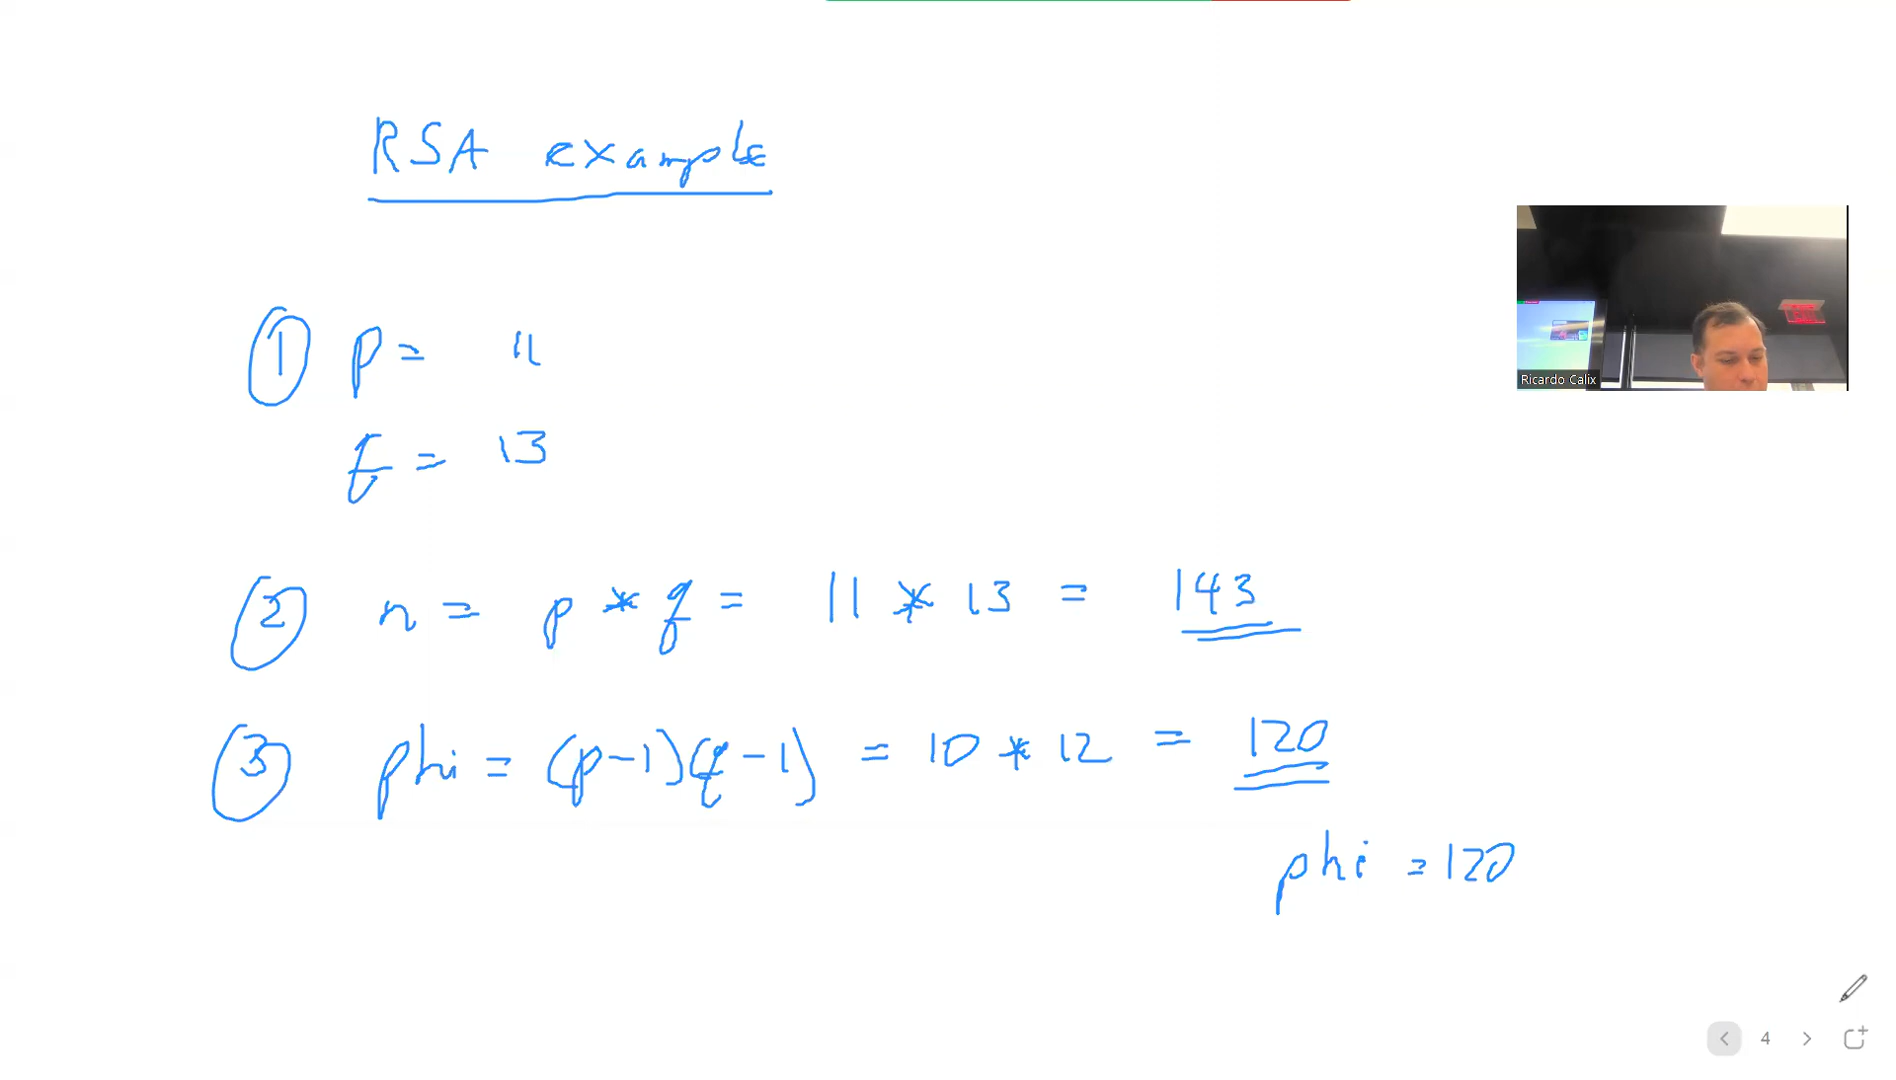 RSA example
1 p = 11
q = 13
2 n = p * q = 11 * 13 = 143
3 phi = (p-1)(q-1) = 10 * 12 = 120
phi = 120
Ricardo Calix
4